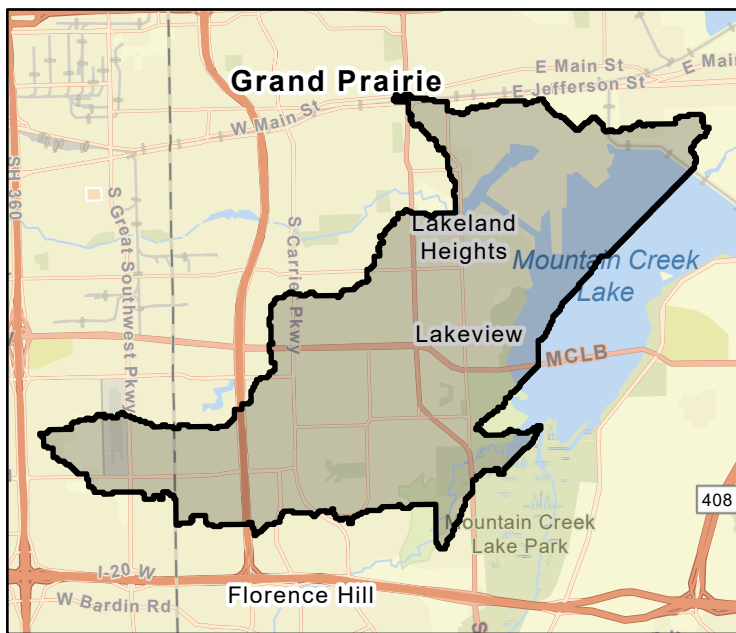 E Main St
E Main
Grand Prairie
E Jefferson St
W Main St
SH 360
S Great Southwest Pkwy
S Carrier Pkwy
Lakeland
Heights
Mountain Creek
Lake
Lakeview
MCLB
408
Mountain Creek
Lake Park
I-20 W
W Bardin Rd
Florence Hill
S